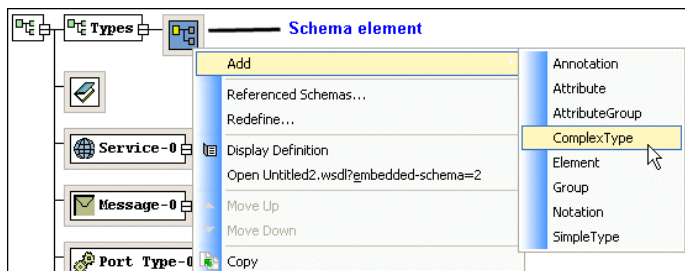 Types
Schema element
Add
Annotation
Referenced Schemas...
Attribute
Redefine...
AttributeGroup
Service-0
Display Definition
ComplexType
Open Untitled2.wsdl?embedded-schema=2
Element
Message-0
Move Up
Group
Move Down
Notation
Port Type-0
Copy
SimpleType